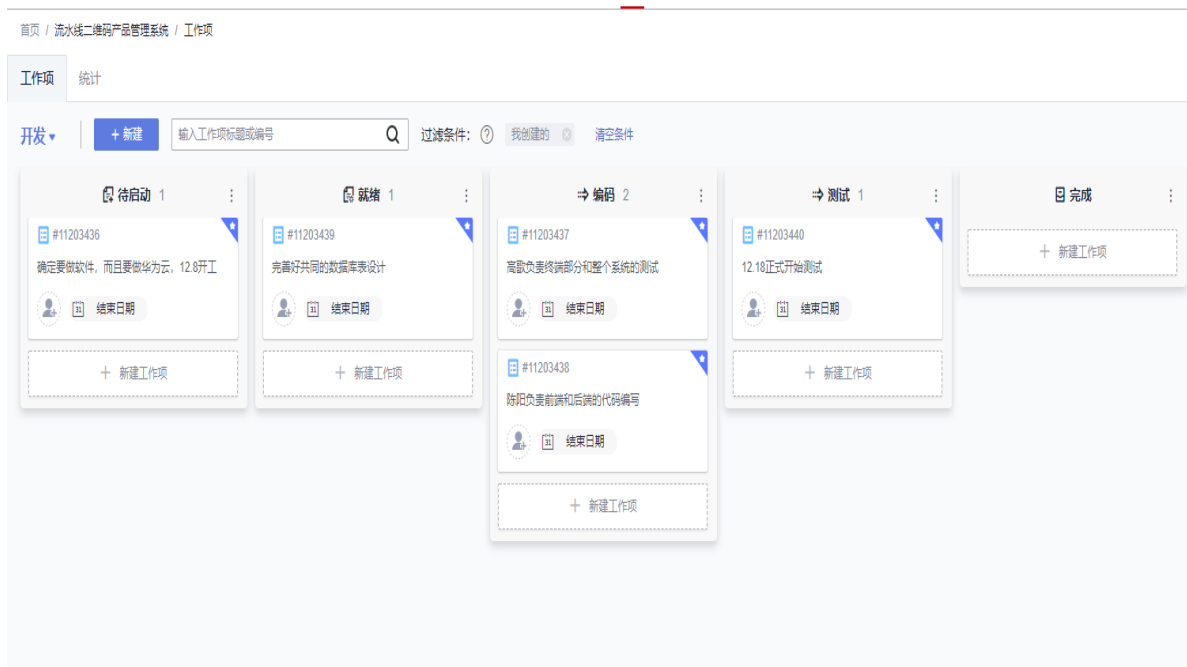 首页 / 流水线二维码产品管理系统 / 工作项
工作项 统计
开发 + 新建 输入工作项标题或编号 过滤条件: ? 我创建的 清空条件
待启动 1
#11203436
确定要做软件，而且要做华为云，12.8开工
31 结束日期
+ 新建工作项
就绪 1
#11203439
完善好共同的数据库表设计
31 结束日期
+ 新建工作项
编码 2
#11203437
高歌负责终端部分和整个系统的测试
31 结束日期
#11203438
陈阳负责前端和后端的代码编写
31 结束日期
+ 新建工作项
测试 1
#11203440
12.18正式开始测试
31 结束日期
+ 新建工作项
完成
+ 新建工作项